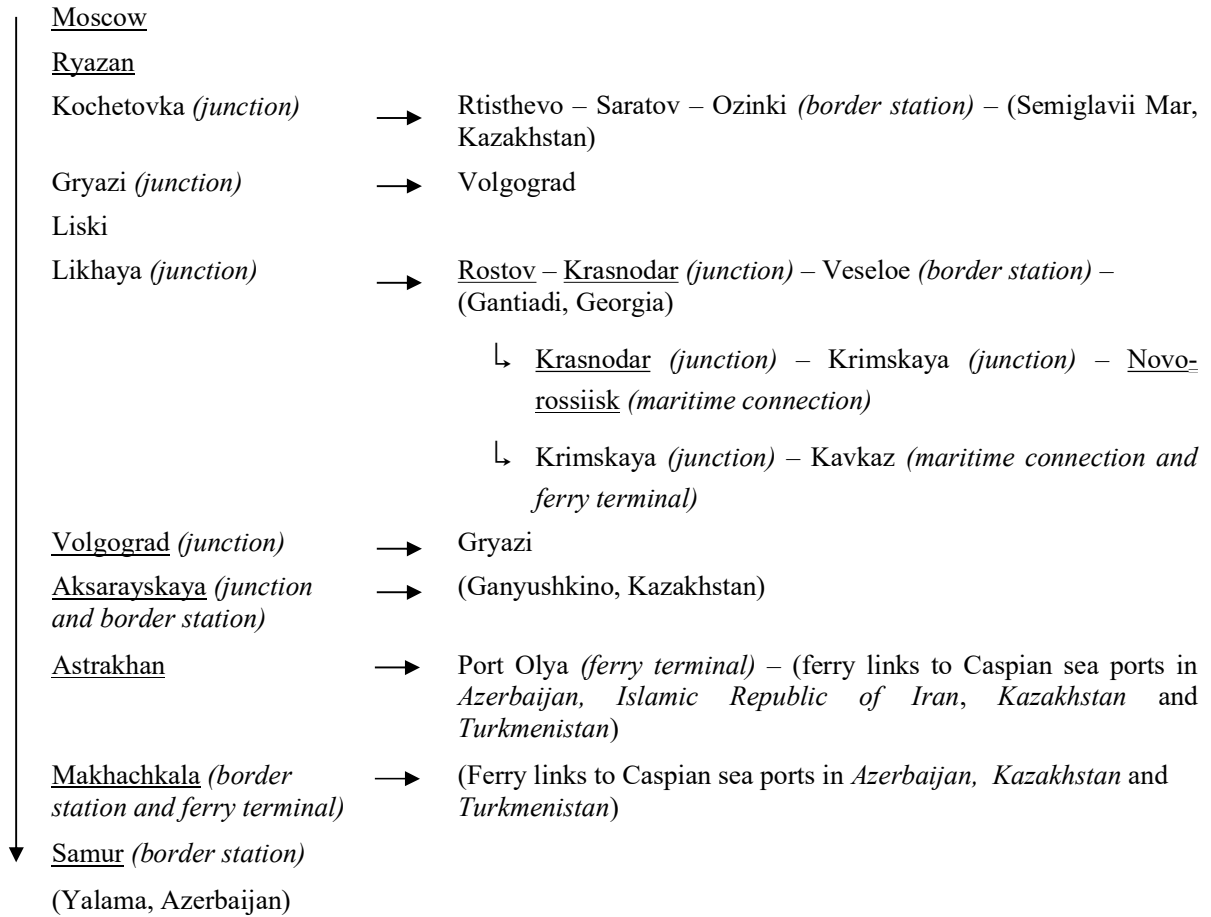 Moscow
Ryazan
Kochetovka (junction)
Rtisthevo – Saratov – Ozinki (border station) – (Semiglavii Mar,
Kazakhstan)
Gryazi (junction)
Volgograd
Liski
Likhaya (junction)
Rostov – Krasnodar (junction) – Veseloe (border station) –
(Gantiadi, Georgia)
Krasnodar (junction) – Krimskaya (junction) – Novo-
rossiisk (maritime connection)
Krimskaya (junction) – Kavkaz (maritime connection and
ferry terminal)
Volgograd (junction)
Gryazi
Aksarayskaya (junction
and border station)
(Ganyushkino, Kazakhstan)
Astrakhan
Port Olya (ferry terminal) – (ferry links to Caspian sea ports in
Azerbaijan, Islamic Republic of Iran, Kazakhstan and
Turkmenistan)
Makhachkala (border
station and ferry terminal)
(Ferry links to Caspian sea ports in Azerbaijan, Kazakhstan and
Turkmenistan)
Samur (border station)
(Yalama, Azerbaijan)